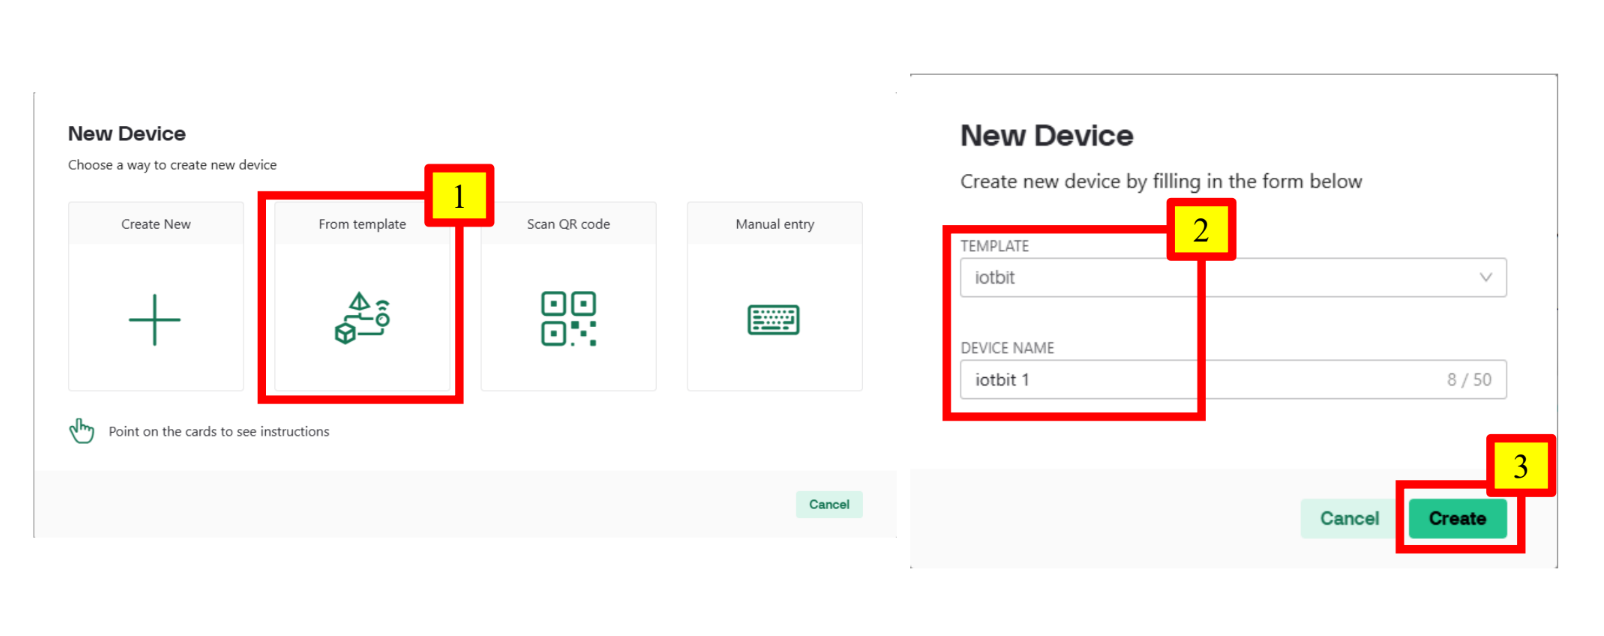 New Device
Choose a way to create new device
1
Create New
From template
Scan QR code
Manual entry
Point on the cards to see instructions
Cancel
New Device
Create new device by filling in the form below
2
TEMPLATE
iotbit
DEVICE NAME
iotbit 1
8 / 50
3
Cancel
Create